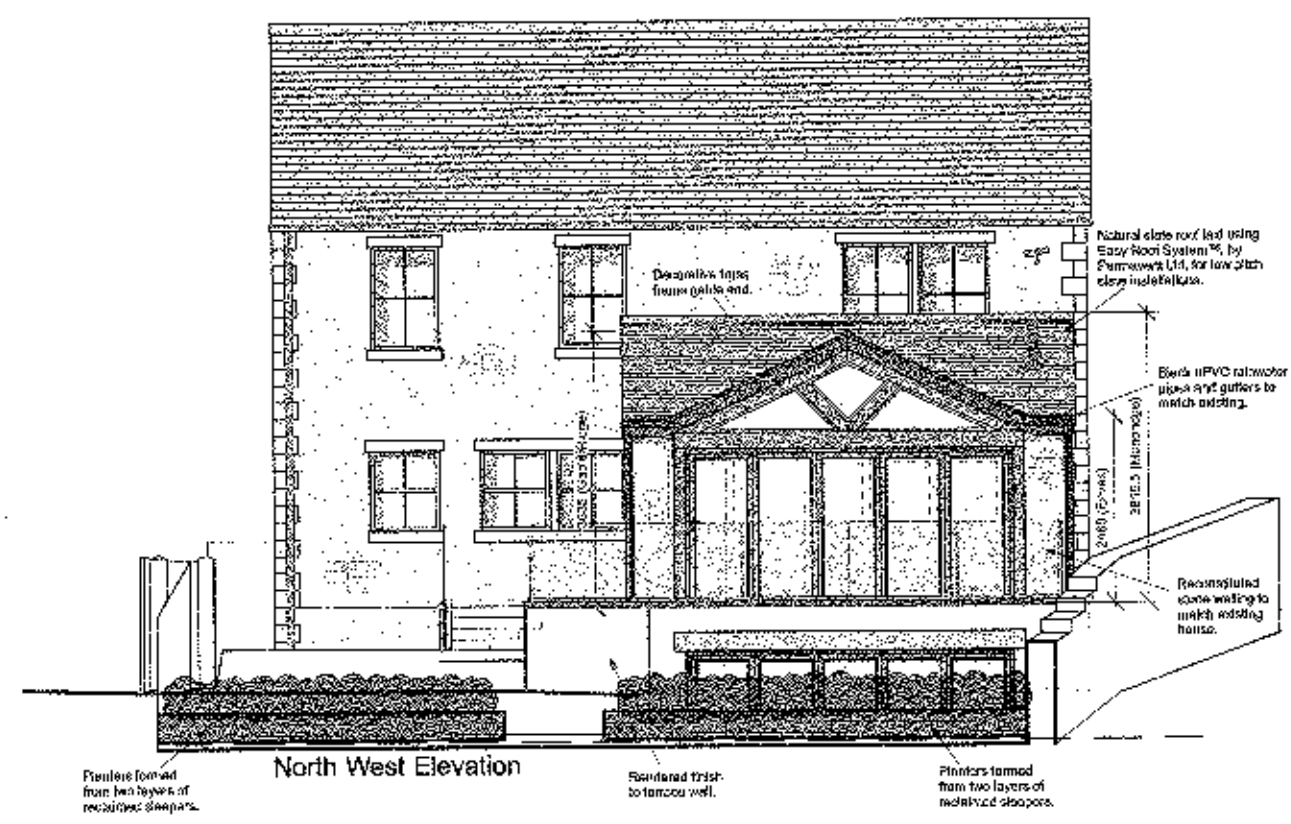 Natural slate roof laid using
Easy Roof System™, by
Permavent Ltd, for low pitch
slate installations.
Decorative truss
frame gable end.
Black uPVC rainwater
pipes and gutters to
match existing.
(Eaves)
Reconstituted
stone walling to
match existing
house.
North West Elevation
Planters formed
from two layers of
reclaimed sleepers.
Rendered finish
to terrace wall.
Planters formed
from two layers of
reclaimed sleepers.